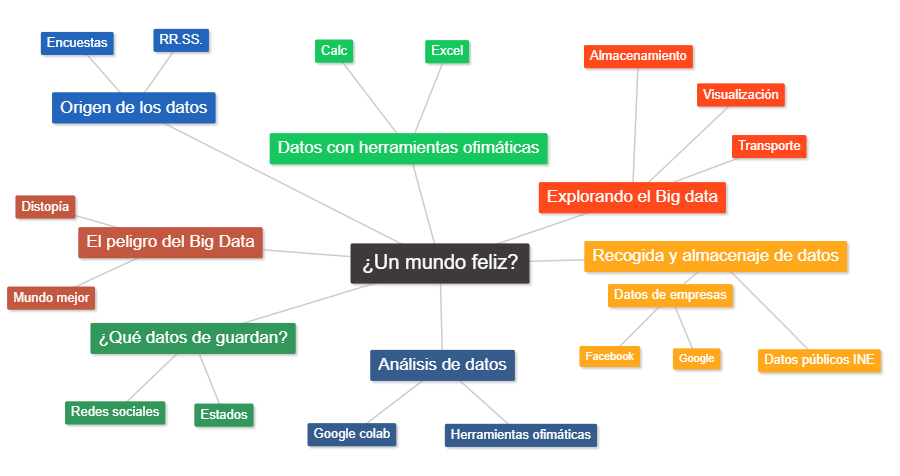 Encuestas
RR.SS.
Origen de los datos
Calc
Excel
Datos con herramientas ofimáticas
Almacenamiento
Visualización
Transporte
Explorando el Big data
Distopía
El peligro del Big Data
Mundo mejor
¿Un mundo feliz?
Recogida y almacenaje de datos
Datos de empresas
Facebook
Google
Datos públicos INE
¿Qué datos de guardan?
Redes sociales
Estados
Análisis de datos
Google colab
Herramientas ofimáticas